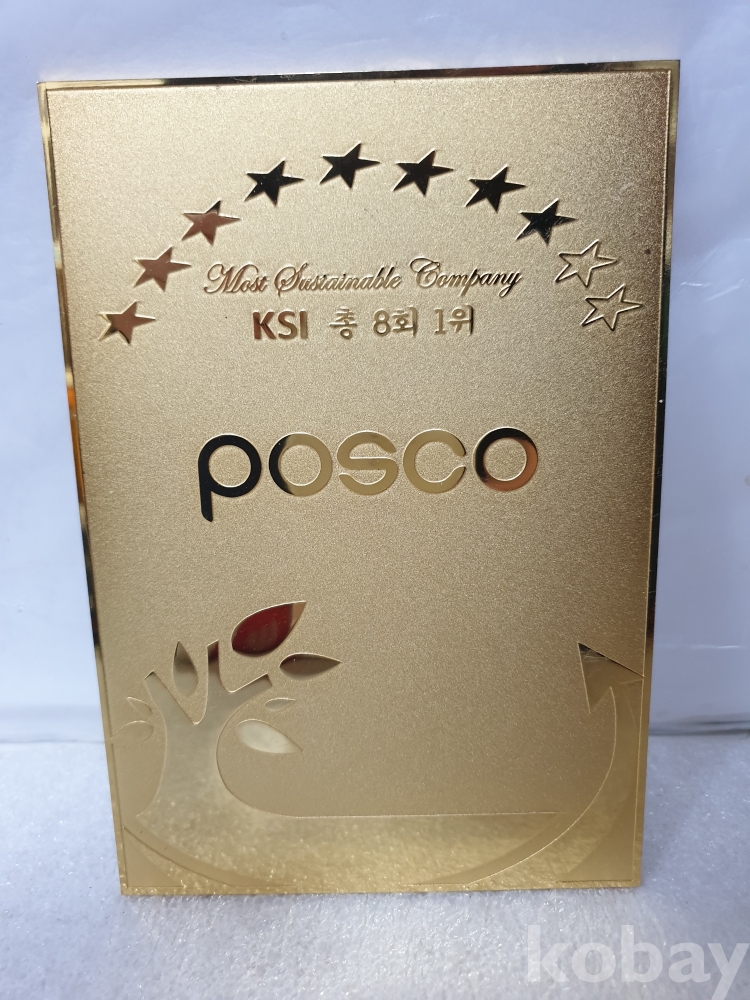 Most Sustainable Company
KSI 총 8회 1위
posco
kobay